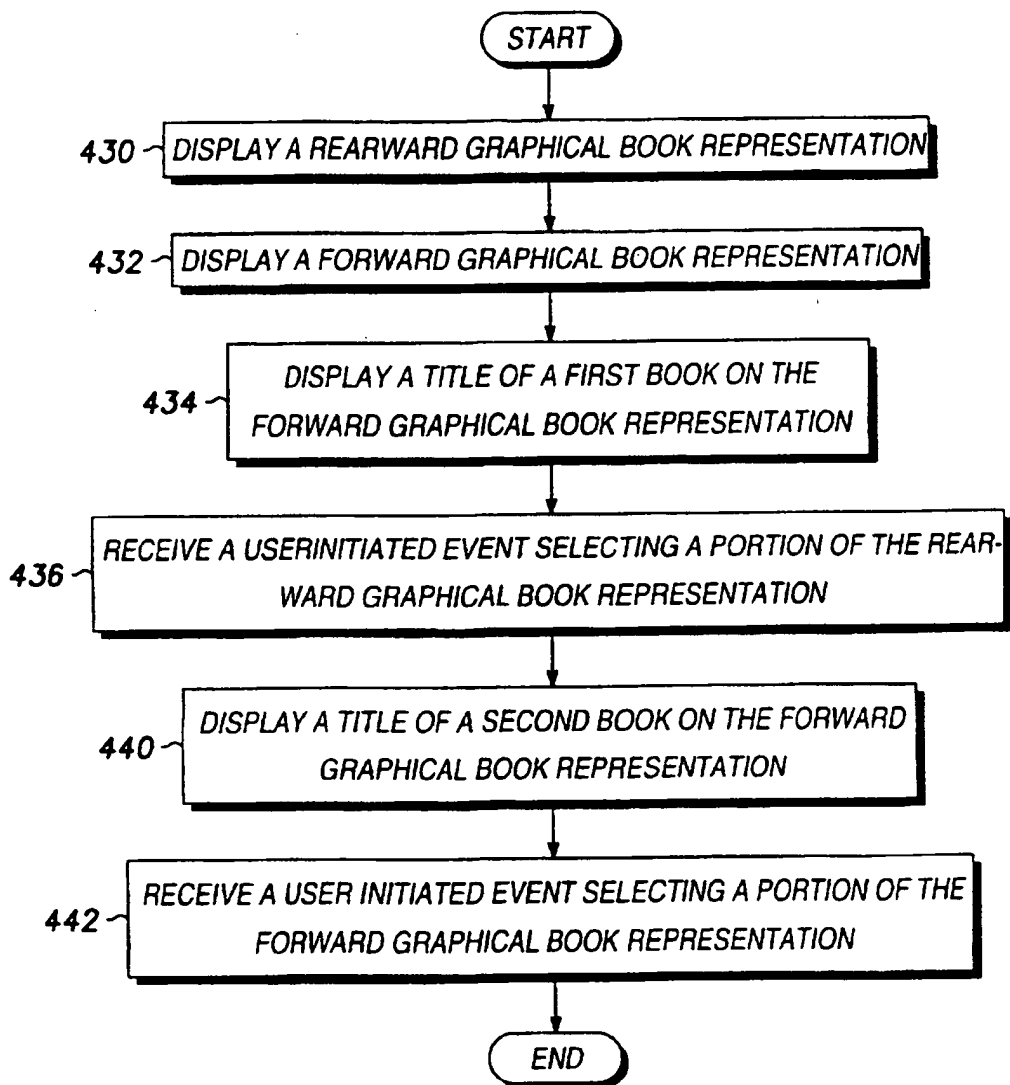 START
430
DISPLAY A REARWARD GRAPHICAL BOOK REPRESENTATION
432
DISPLAY A FORWARD GRAPHICAL BOOK REPRESENTATION
434
DISPLAY A TITLE OF A FIRST BOOK ON THE
FORWARD GRAPHICAL BOOK REPRESENTATION
436
RECEIVE A USERINITIATED EVENT SELECTING A PORTION OF THE REAR-
WARD GRAPHICAL BOOK REPRESENTATION
440
DISPLAY A TITLE OF A SECOND BOOK ON THE FORWARD
GRAPHICAL BOOK REPRESENTATION
442
RECEIVE A USER INITIATED EVENT SELECTING A PORTION OF THE
FORWARD GRAPHICAL BOOK REPRESENTATION
END